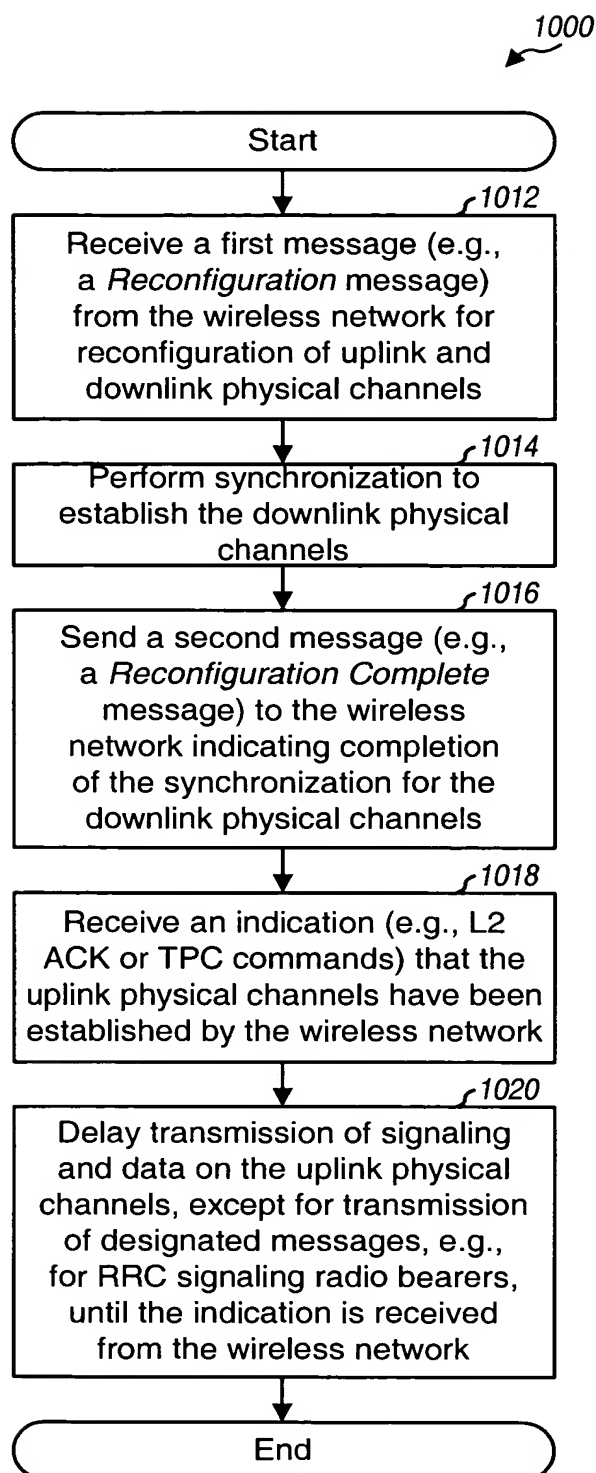 1000
Start
1012
Receive a first message (e.g.,
a Reconfiguration message)
from the wireless network for
reconfiguration of uplink and
downlink physical channels
1014
Perform synchronization to
establish the downlink physical
channels
1016
Send a second message (e.g.,
a Reconfiguration Complete
message) to the wireless
network indicating completion
of the synchronization for the
downlink physical channels
1018
Receive an indication (e.g., L2
ACK or TPC commands) that the
uplink physical channels have been
established by the wireless network
1020
Delay transmission of signaling
and data on the uplink physical
channels, except for transmission
of designated messages, e.g.,
for RRC signaling radio bearers,
until the indication is received
from the wireless network
End